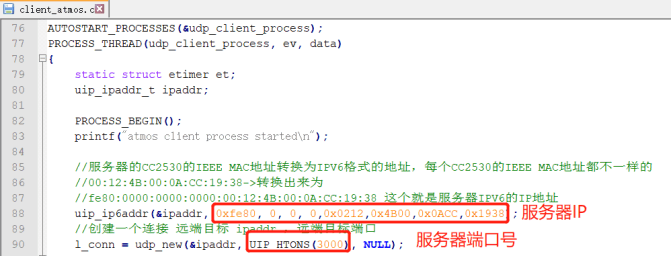 client_atmos.c
76 AUTOSTART_PROCESSES(&udp_client_process);
77 PROCESS_THREAD(udp_client_process, ev, data)
78 {
79 static struct etimer et;
80 uip_ipaddr_t ipaddr;
81
82 PROCESS_BEGIN();
83 printf("atmos client process started\n");
84
85 //服务器的CC2530的IEEE MAC地址转换为IPV6格式的地址，每个CC2530的IEEE MAC地址都不一样的
86 //00:12:4B:00:0A:CC:19:38->转换出来为
87 //fe80:0000:0000:0000:00:12:4B:00:0A:CC:19:38 这个就是服务器IPV6的IP地址
88 uip_ip6addr(&ipaddr, 0xfe80, 0, 0, 0,0x0212,0x4B00,0x0ACC,0x1938); 服务器IP
89 //创建一个连接 远端目标 ipaddr , 远端目标端口
90 l_conn = udp_new(&ipaddr, UIP_HTONS(3000), NULL); 服务器端口号